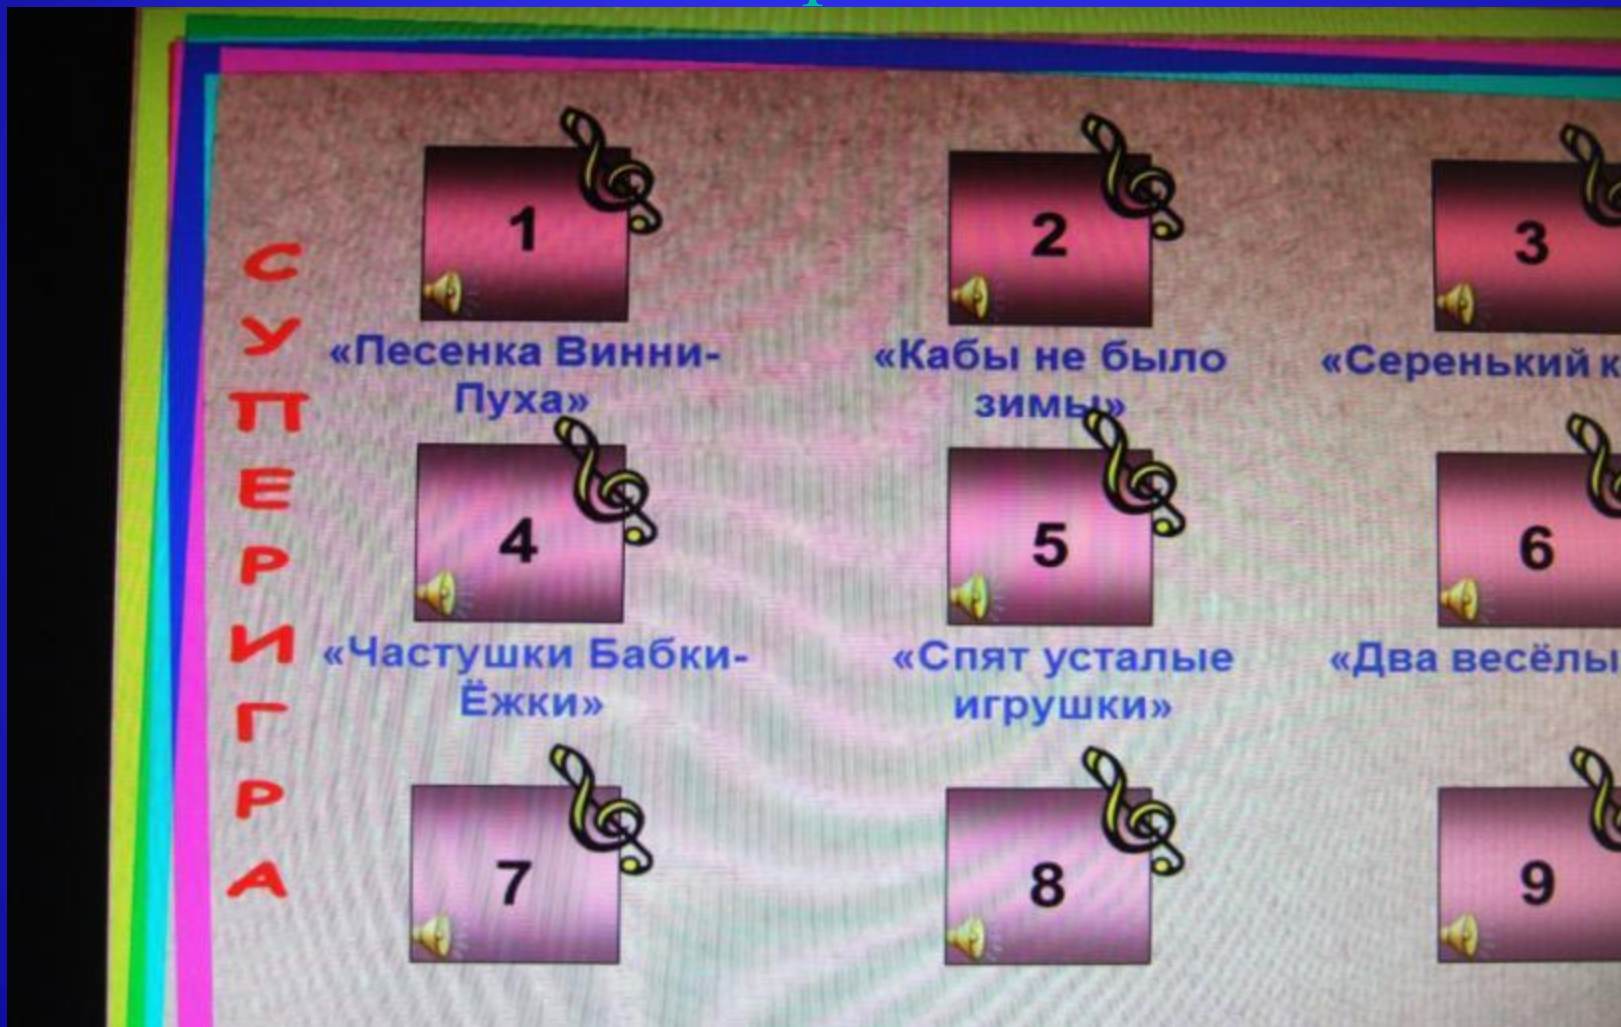 СУПЕРИГРА
1
2
3
«Песенка Винни-
Пуха»
«Кабы не было
зимы»
«Серенький
4
5
6
«Частушки Бабки-
Ёжки»
«Спят усталые
игрушки»
«Два
7
8
9